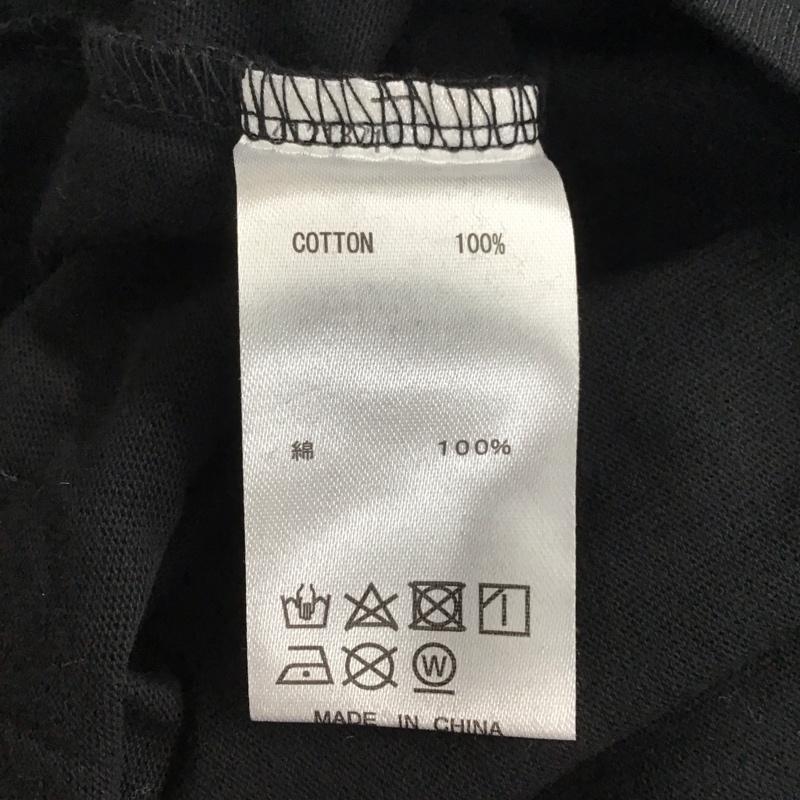 COTTON 100%
綿 100%
W
MADE IN CHINA